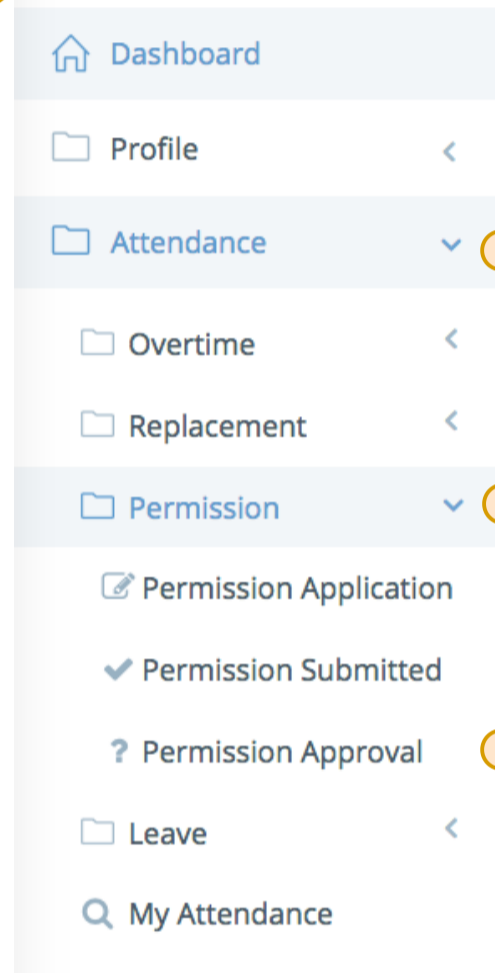 Dashboard
Profile
Attendance
Overtime
Replacement
Permission
Permission Application
Permission Submitted
Permission Approval
Leave
My Attendance